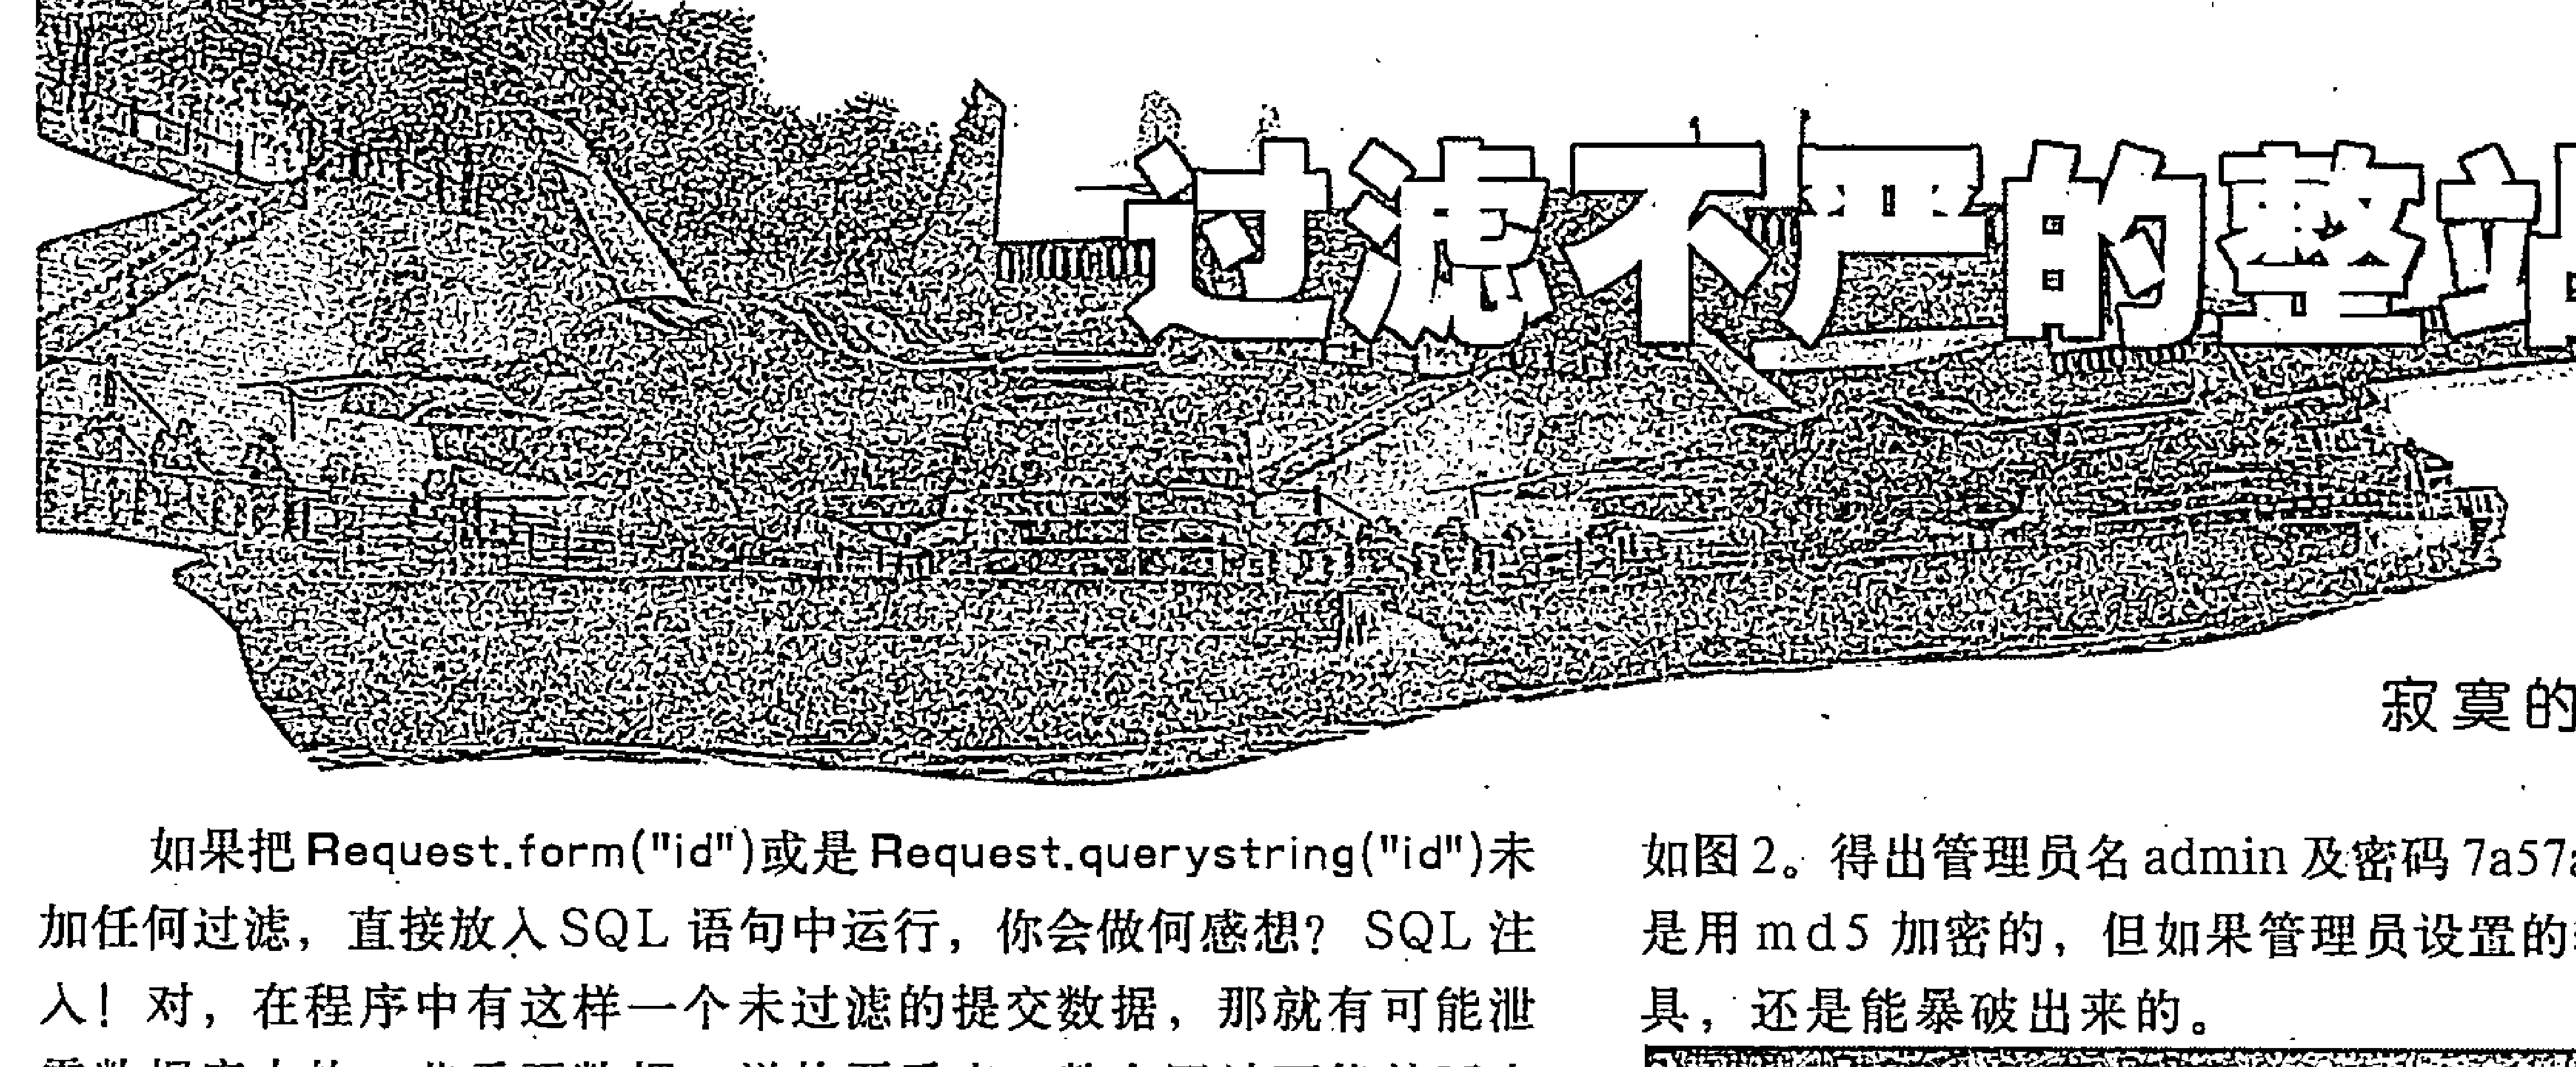 过滤不严的整站
寂寞的
如果把Request.form("id")或是Request.querystring("id")未
加任何过滤，直接放入SQL 语句中运行，你会做何感想？SQL 注
入！对，在程序中有这样一个未过滤的提交数据，那就有可能泄
如图2。得出管理员名admin及密码7a57a
是用md5 加密的，但如果管理员设置的
具，还是能暴破出来的。